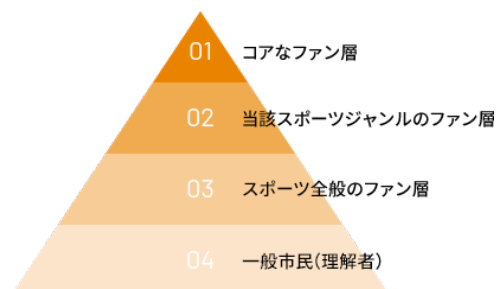 01 コアなファン層
02 当該スポーツジャンルのファン層
03 スポーツ全般のファン層
04 一般市民(理解者)